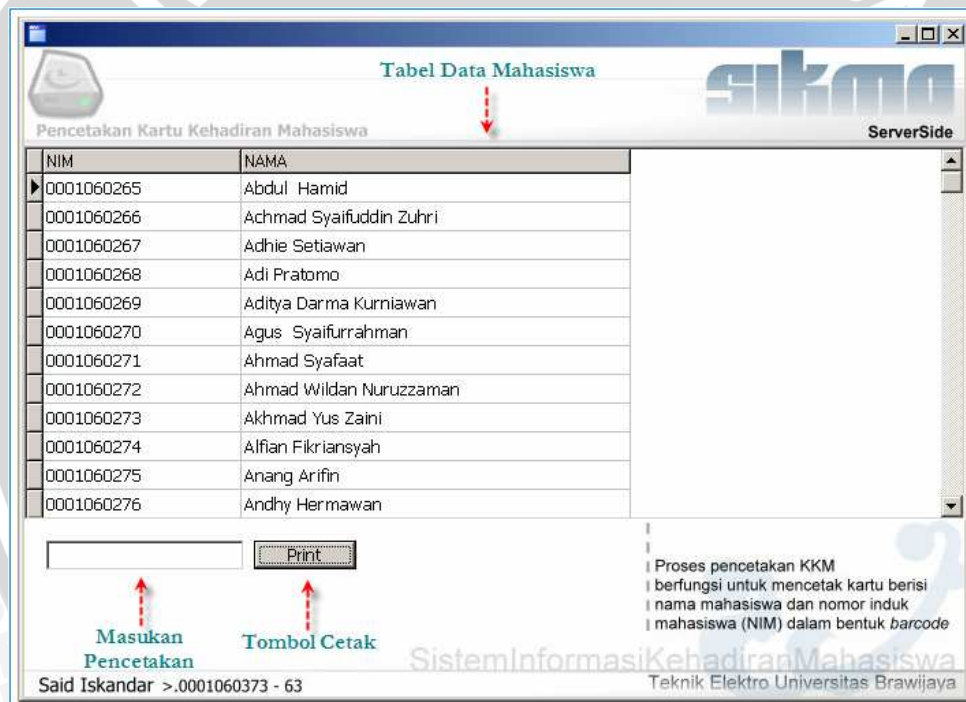 Tabel Data Mahasiswa
sikma
Pencetakan Kartu Kehadiran Mahasiswa
ServerSide
NIM NAMA
0001060265 Abdul Hamid
0001060266 Achmad Syaifuddin Zuhri
0001060267 Adhie Setiawan
0001060268 Adi Pratomo
0001060269 Aditya Darma Kurniawan
0001060270 Agus Syaifurrahman
0001060271 Ahmad Syafaat
0001060272 Ahmad Wildan Nuruzzaman
0001060273 Akhmad Yus Zaini
0001060274 Alfian Fikriansyah
0001060275 Anang Arifin
0001060276 Andhy Hermawan
Print
Proses pencetakan KKM
berfungsi untuk mencetak kartu berisi
nama mahasiswa dan nomor induk
mahasiswa (NIM) dalam bentuk barcode
Masukan
Pencetakan
Tombol Cetak
SistemInformasiKehadiranMahasiswa
Said Iskandar >.0001060373 - 63
Teknik Elektro Universitas Brawijaya